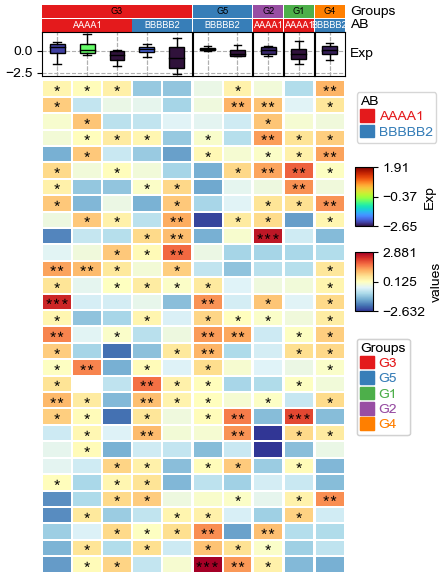 G3 G5 G2 G1 G4 Groups
AAAA1 BBBBB2 BBBBB2 AAAA1 AAAA1 BBBBB2 AB
0.0
−2.5
Exp
AB
AAAA1
BBBBB2
1.91
−0.37
−2.65
Exp
2.881
0.125
−2.632
values
Groups
G3
G5
G1
G2
G4